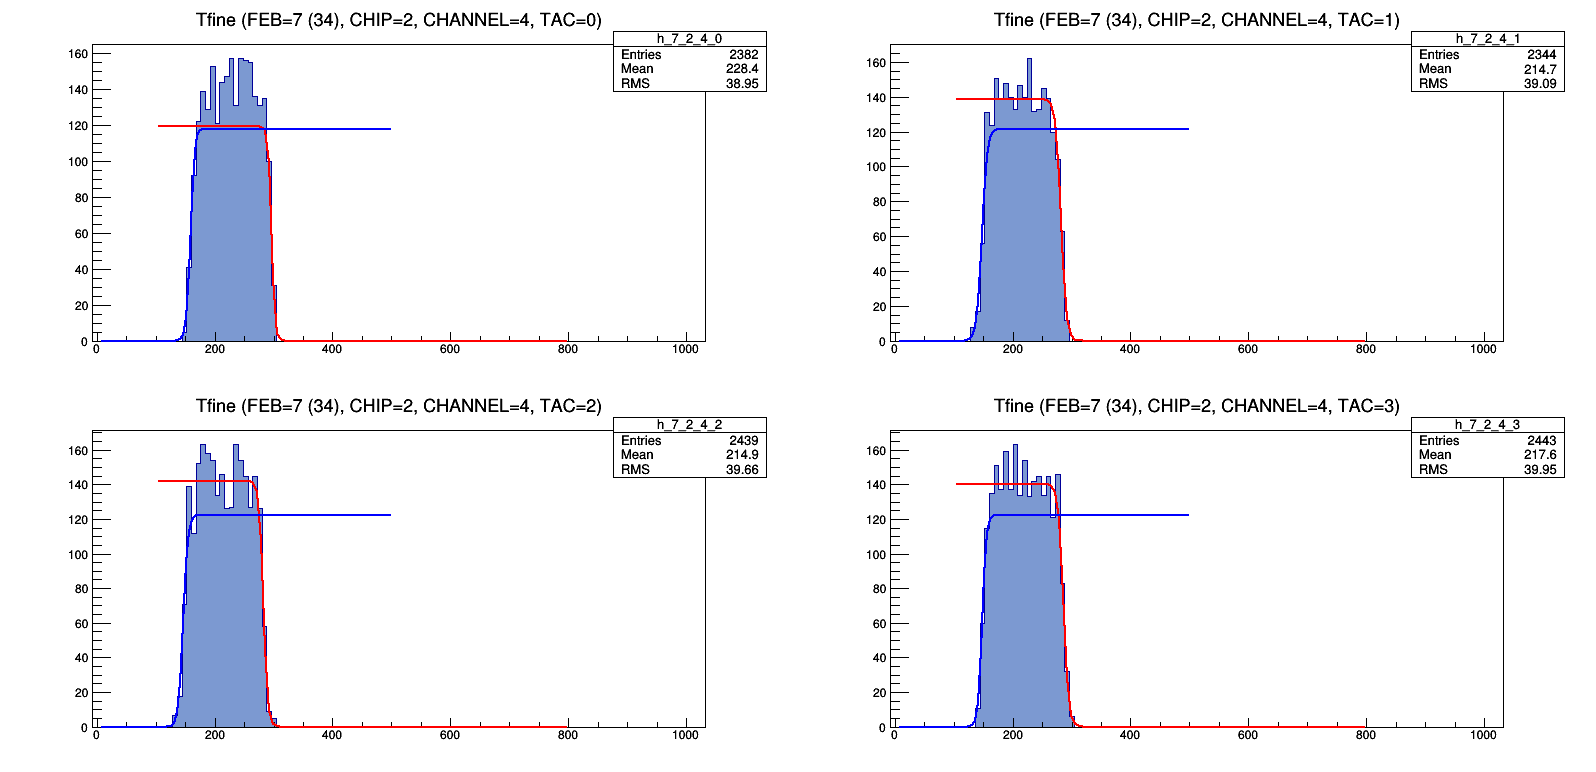 Tfine (FEB=7 (34), CHIP=2, CHANNEL=4, TAC=0)
h_7_2_4_0
Entries 2382
Mean 228.4
RMS 38.95
160
140
120
100
80
60
40
20
0
0 200 400 600 800 1000
Tfine (FEB=7 (34), CHIP=2, CHANNEL=4, TAC=1)
h_7_2_4_1
Entries 2344
Mean 214.7
RMS 39.09
160
140
120
100
80
60
40
20
0
0 200 400 600 800 1000
Tfine (FEB=7 (34), CHIP=2, CHANNEL=4, TAC=2)
h_7_2_4_2
Entries 2439
Mean 214.9
RMS 39.66
160
140
120
100
80
60
40
20
0
0 200 400 600 800 1000
Tfine (FEB=7 (34), CHIP=2, CHANNEL=4, TAC=3)
h_7_2_4_3
Entries 2443
Mean 217.6
RMS 39.95
160
140
120
100
80
60
40
20
0
0 200 400 600 800 1000